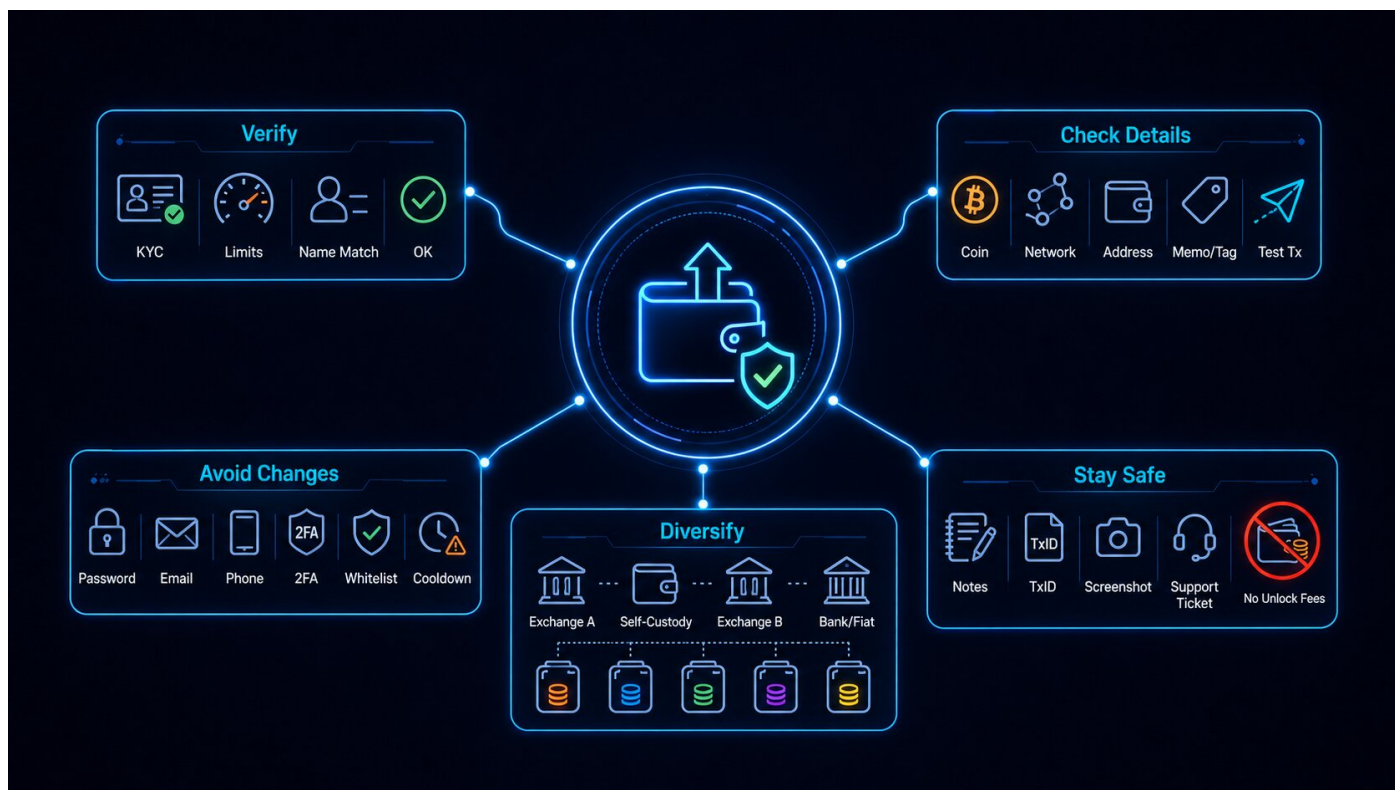 Verify
KYC
Limits
Name Match
OK
Check Details
Coin
Network
Address
Memo/Tag
Test Tx
Avoid Changes
2FA
Password
Email
Phone
2FA
Whitelist
Cooldown
Diversify
Exchange A
Self-Custody
Exchange B
Bank/Fiat
Stay Safe
TxID
Notes
TxID
Screenshot
Support
Ticket
No Unlock Fees